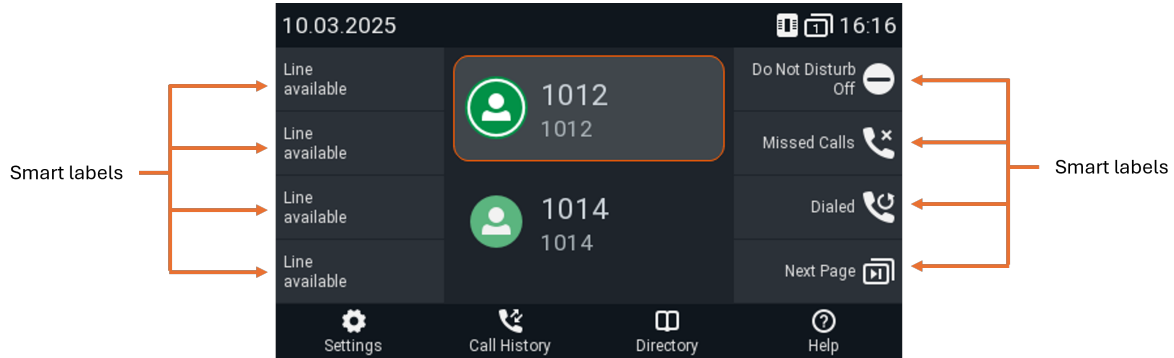 10.03.2025
1
16:16
Line
available
1012
1012
Do Not Disturb
Off
Line
available
Missed Calls
Smart labels
Smart labels
Line
available
1014
1014
Dialed
Line
available
Next Page
Settings
Call History
Directory
Help